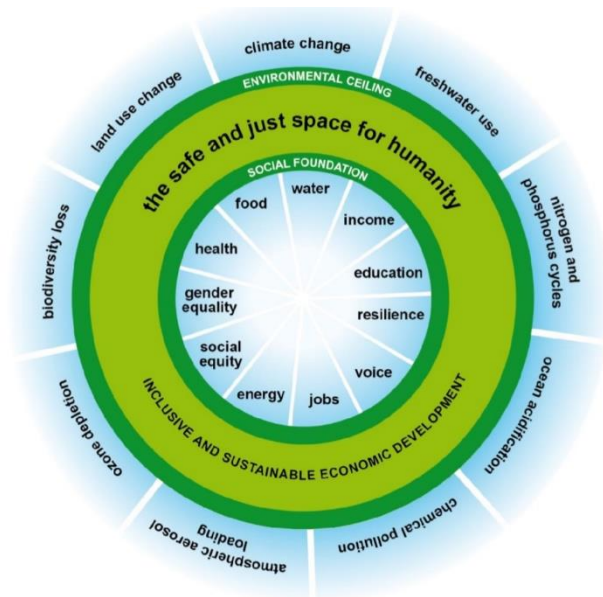 climate change
freshwater use
nitrogen and
phosphorus cycles
ocean acidification
chemical pollution
atmospheric aerosol
loading
ozone depletion
biodiversity loss
land use change
ENVIRONMENTAL CEILING
the safe and just space for humanity
SOCIAL FOUNDATION
water
income
education
resilience
voice
jobs
energy
social
equity
gender
equality
health
food
INCLUSIVE AND SUSTAINABLE ECONOMIC DEVELOPMENT